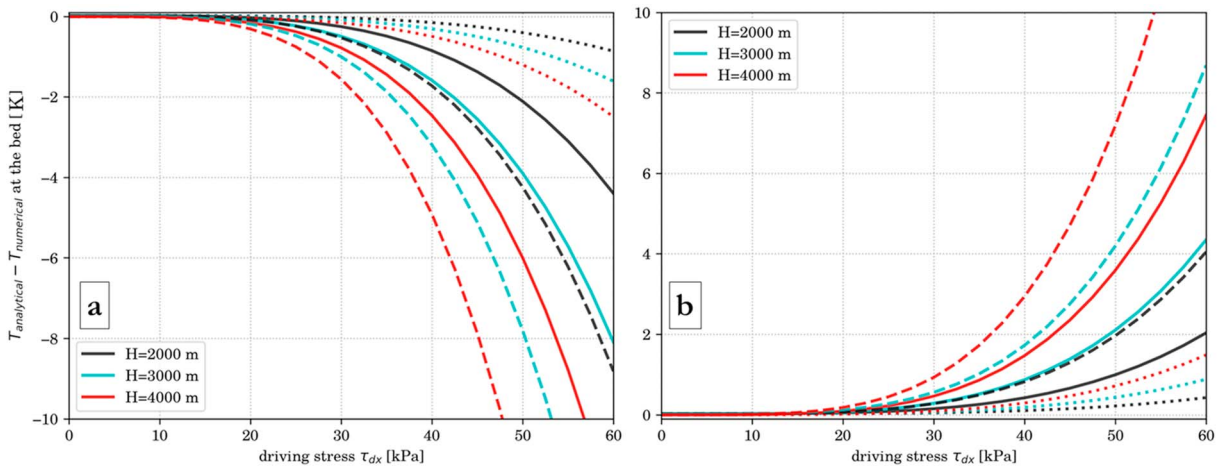 T_analytical − T_numerical at the bed [K]
0
−2
−4
−6
−8
−10
a
H=2000 m
H=3000 m
H=4000 m
0 10 20 30 40 50 60
driving stress τ_dx [kPa]
10
8
6
4
2
0
H=2000 m
H=3000 m
H=4000 m
b
0 10 20 30 40 50 60
driving stress τ_dx [kPa]